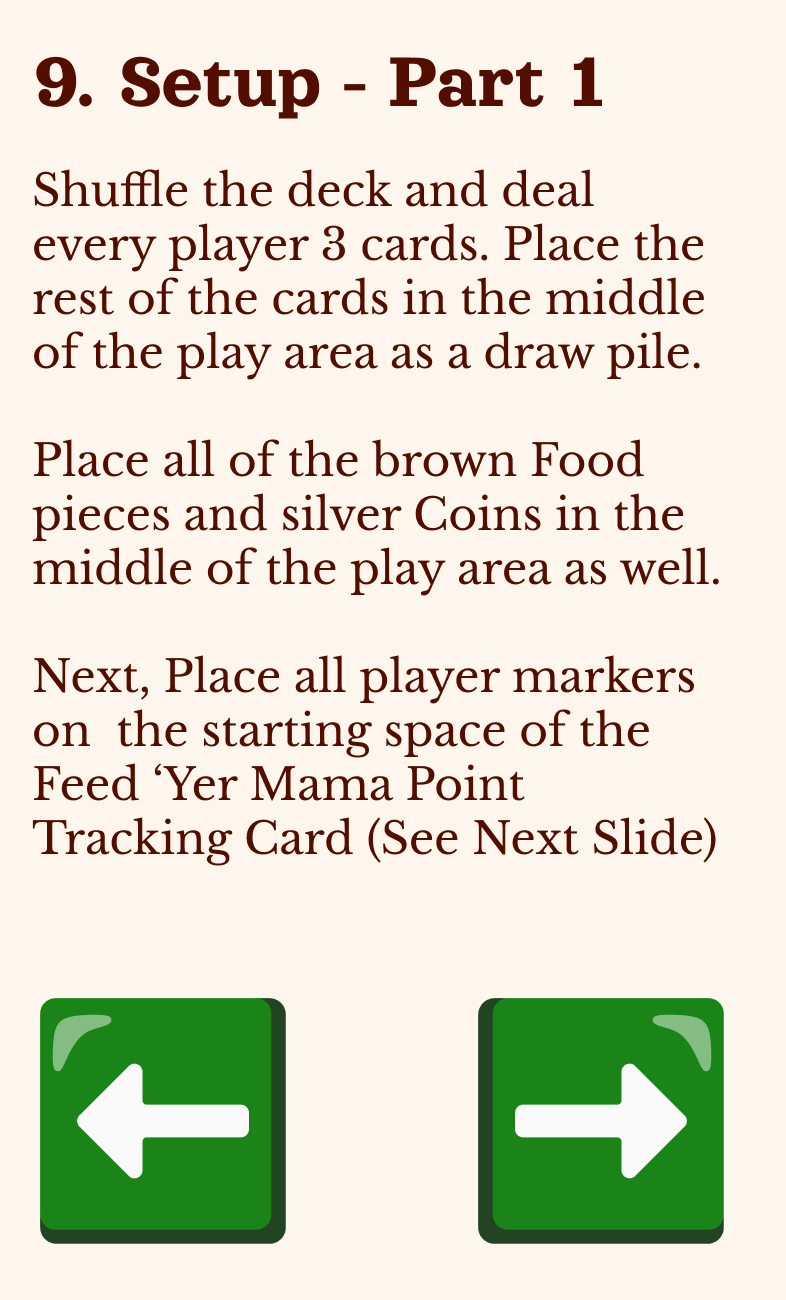 9. Setup - Part 1
Shuffle the deck and deal
every player 3 cards. Place the
rest of the cards in the middle
of the play area as a draw pile.
Place all of the brown Food
pieces and silver Coins in the
middle of the play area as well.
Next, Place all player markers
on  the starting space of the
Feed ‘Yer Mama Point
Tracking Card (See Next Slide)